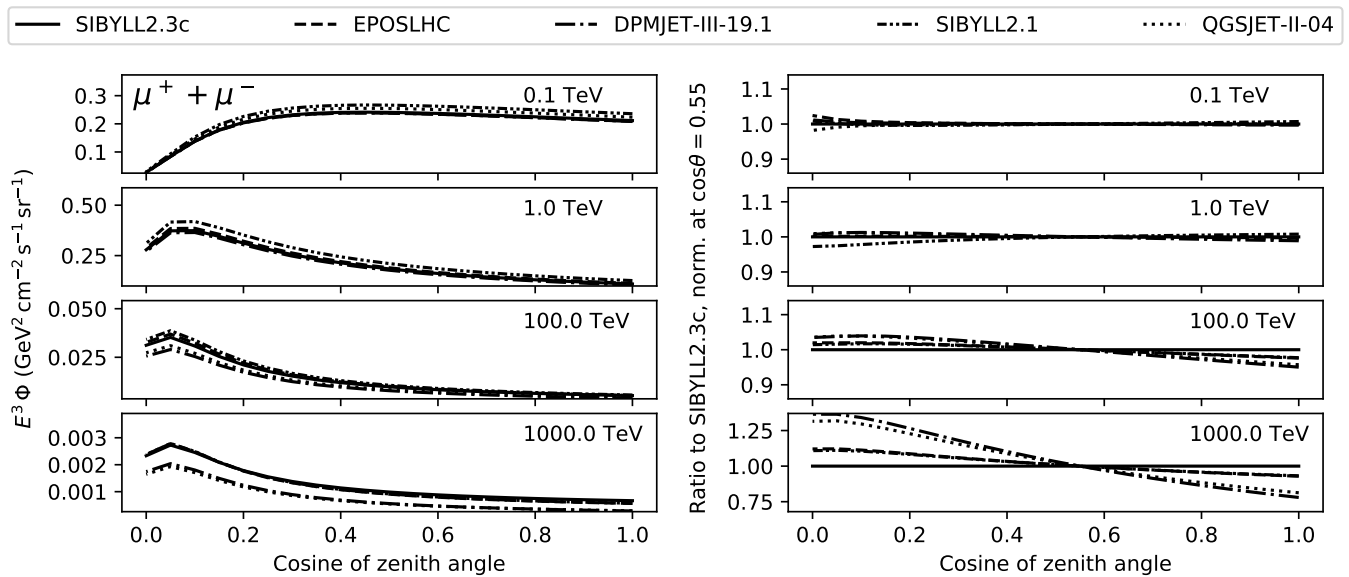 SIBYLL2.3c EPOSLHC DPMJET-III-19.1 SIBYLL2.1 QGSJET-II-04
E³ Φ (GeV² cm⁻² s⁻¹ sr⁻¹)
μ⁺ + μ⁻
0.1 TeV
0.3
0.2
0.1
1.0 TeV
0.50
0.25
100.0 TeV
0.050
0.025
1000.0 TeV
0.003
0.002
0.001
0.0 0.2 0.4 0.6 0.8 1.0
Cosine of zenith angle
Ratio to SIBYLL2.3c, norm. at cosθ = 0.55
0.1 TeV
1.1
1.0
0.9
1.0 TeV
1.1
1.0
0.9
100.0 TeV
1.1
1.0
0.9
1000.0 TeV
1.25
1.00
0.75
0.0 0.2 0.4 0.6 0.8 1.0
Cosine of zenith angle